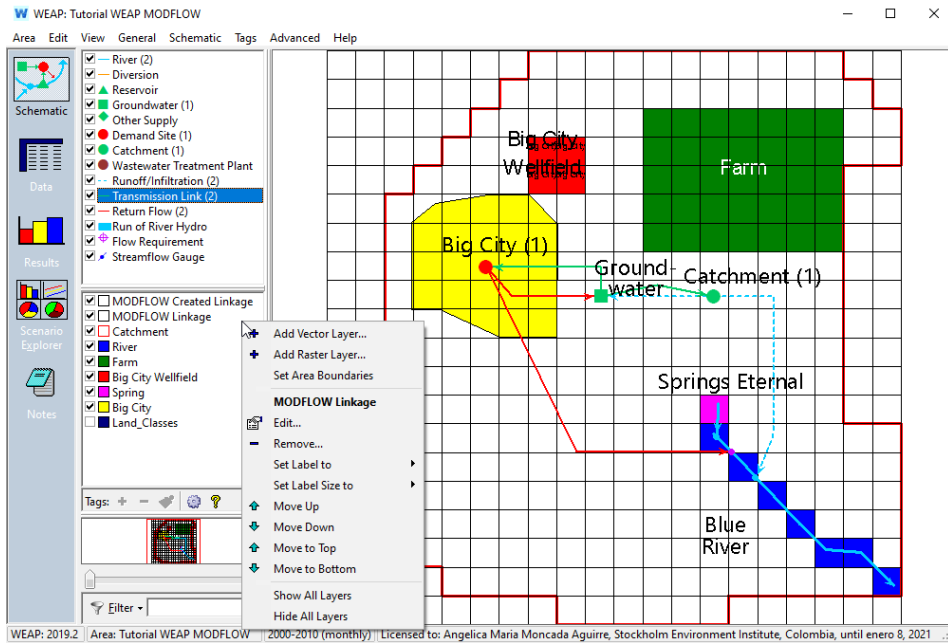 WEAP: Tutorial WEAP MODFLOW
Area Edit View General Schematic Tags Advanced Help
Schematic
Data
Results
Scenario
Explorer
Notes
River (2)
Diversion
Reservoir
Groundwater (1)
Other Supply
Demand Site (1)
Catchment (1)
Wastewater Treatment Plant
Runoff/Infiltration (2)
Transmission Link (2)
Return Flow (2)
Run of River Hydro
Flow Requirement
Streamflow Gauge
MODFLOW Created Linkage
MODFLOW Linkage
Catchment
River
Farm
Big City Wellfield
Spring
Big City
Land_Classes
Tags:
Filter
Add Vector Layer...
Add Raster Layer...
Set Area Boundaries
MODFLOW Linkage
Edit...
Remove...
Set Label to
Set Label Size to
Move Up
Move Down
Move to Top
Move to Bottom
Show All Layers
Hide All Layers
Big City
Wellfield
Farm
Big City (1)
Ground-
water
Catchment (1)
Springs Eternal
Blue
River
WEAP: 2019.2 Area: Tutorial WEAP MODFLOW 2000-2010 (monthly) Licensed to: Angelica Maria Moncada Aguirre, Stockholm Environment Institute, Colombia, until enero 8, 2021